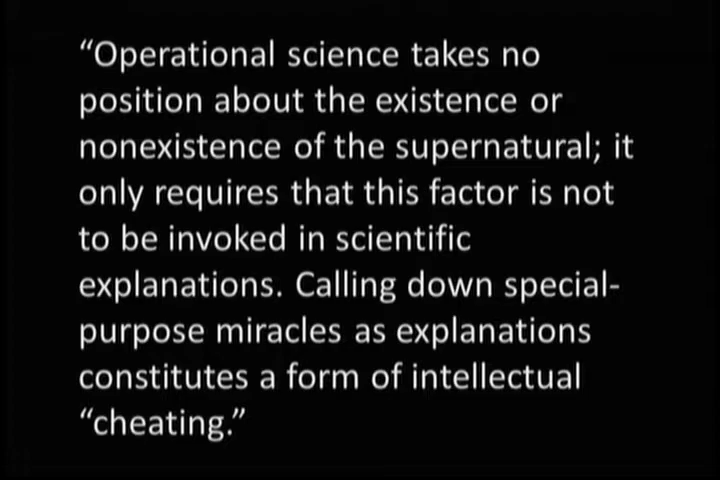 “Operational science takes no
position about the existence or
nonexistence of the supernatural; it
only requires that this factor is not
to be invoked in scientific
explanations. Calling down special-
purpose miracles as explanations
constitutes a form of intellectual
“cheating.”